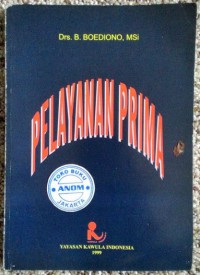 Drs. B. BOEDIONO, MSi
PELAYANAN PRIMA
TOKO BUKU
ANOM
JAKARTA
YAYASAN KAWULA INDONESIA
1999